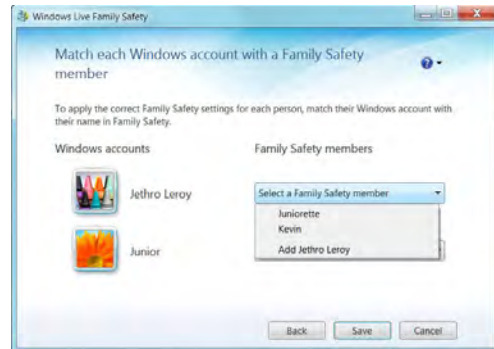 Windows Live Family Safety
Match each Windows account with a Family Safety
member
To apply the correct Family Safety settings for each person, match their Windows account with
their name in Family Safety.
Windows accounts
Family Safety members
Jethro Leroy
Select a Family Safety member
Juniorette
Kevin
Add Jethro Leroy
Junior
Back
Save
Cancel